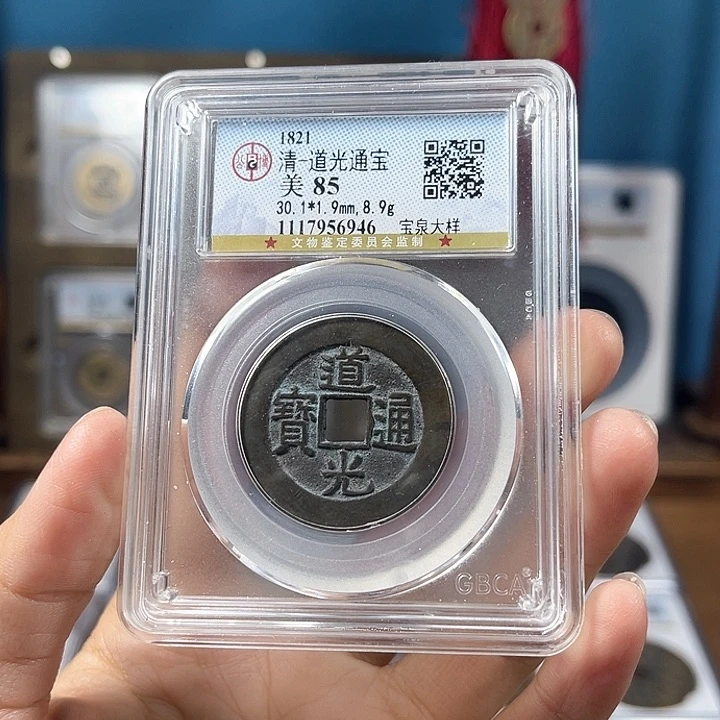 1821
清-道光通宝
美 85
30.1*1.9mm,8.9g
1117956946 宝泉大样
★ 文物鉴定委员会监制 ★
道
寶 通
光
GBCA